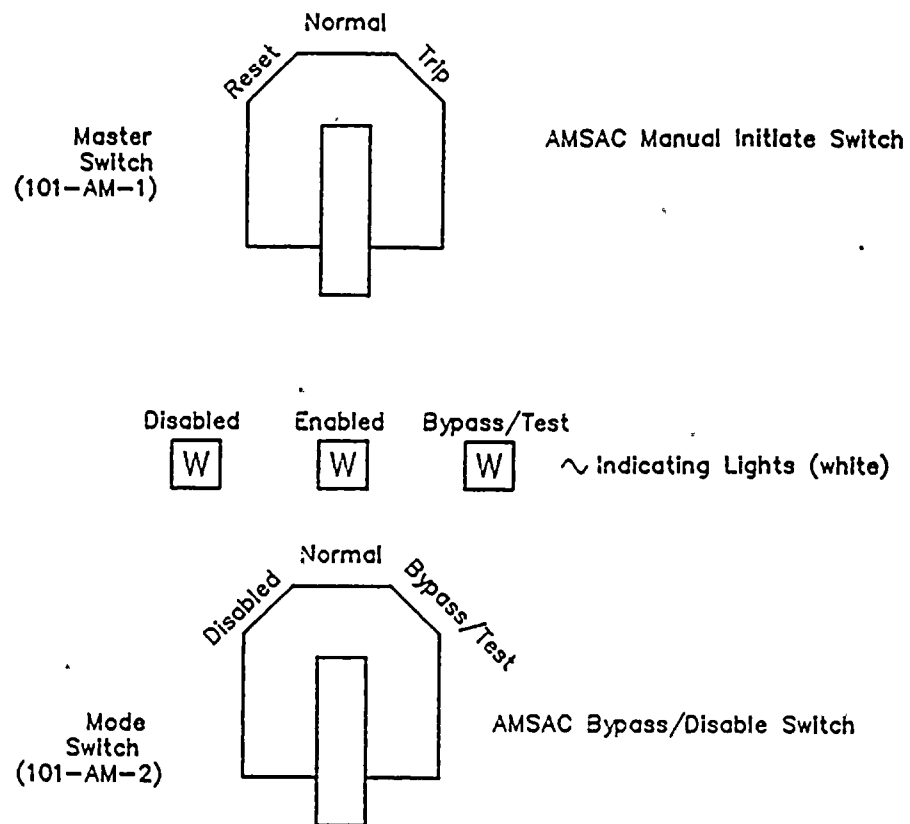 Normal
Reset
Trip
Master
Switch
(101-AM-1)
AMSAC Manual Initiate Switch
Disabled
Enabled
Bypass/Test
W
W
W
~ Indicating Lights (white)
Normal
Disabled
Bypass/Test
Mode
Switch
(101-AM-2)
AMSAC Bypass/Disable Switch